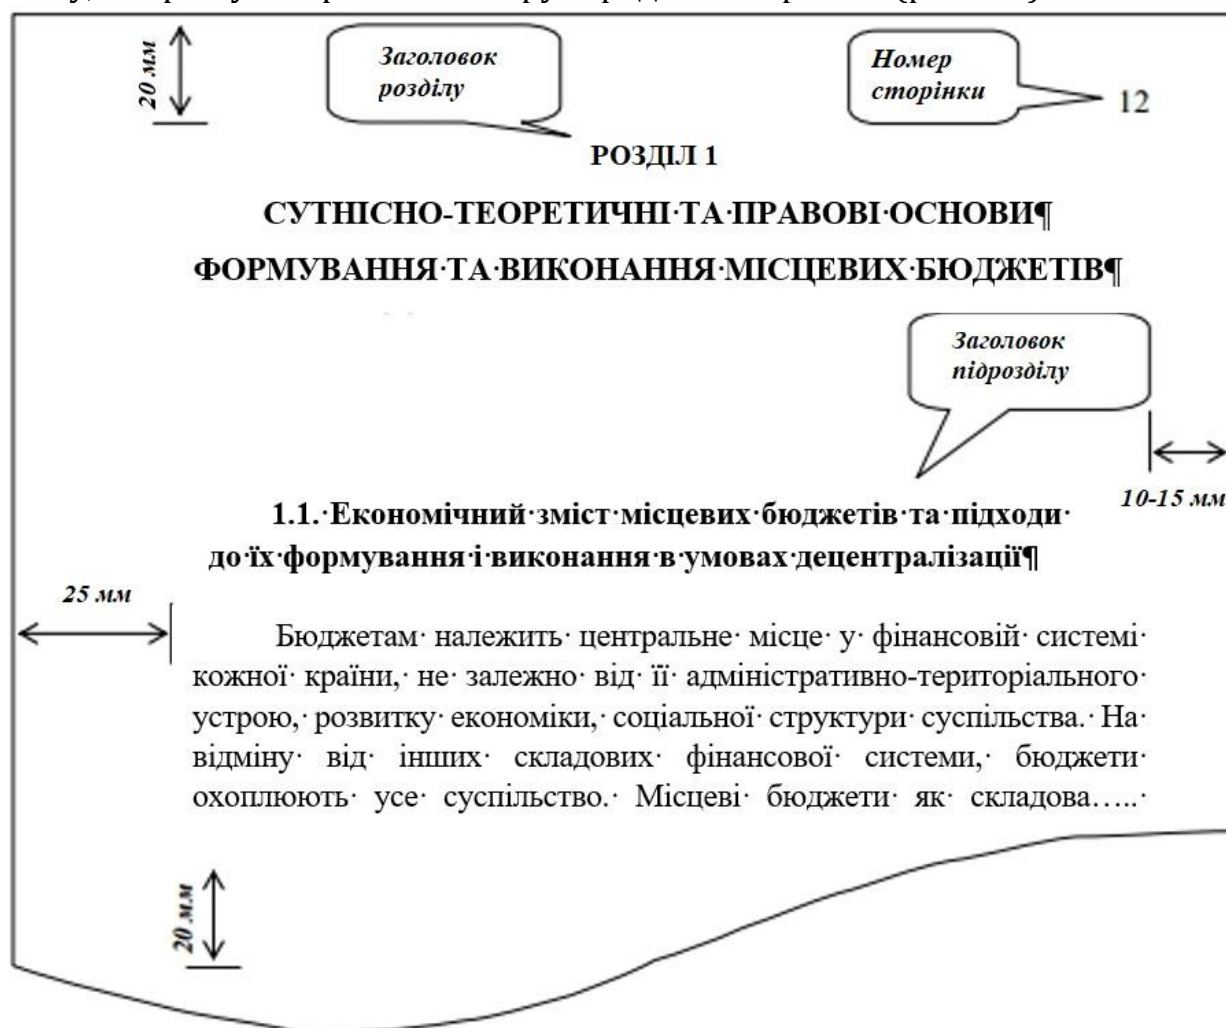 20 мм
Заголовок
розділу
Номер
сторінки
12
РОЗДІЛ 1
СУТНІСНО-ТЕОРЕТИЧНІ·ТА·ПРАВОВІ·ОСНОВИ¶
ФОРМУВАННЯ·ТА·ВИКОНАННЯ·МІСЦЕВИХ·БЮДЖЕТІВ¶
Заголовок
підрозділу
10-15 мм
1.1.·Економічний·зміст·місцевих·бюджетів·та·підходи·
до·їх·формування·і·виконання·в·умовах·децентралізації¶
25 мм
Бюджетам· належить· центральне· місце· у· фінансовій· системі·
кожної· країни,· не· залежно· від· її· адміністративно-територіального·
устрою,· розвитку· економіки,· соціальної· структури· суспільства.· На·
відміну· від· інших· складових· фінансової· системи,· бюджети·
охоплюють· усе· суспільство.· Місцеві· бюджети· як· складова…..·
20 мм